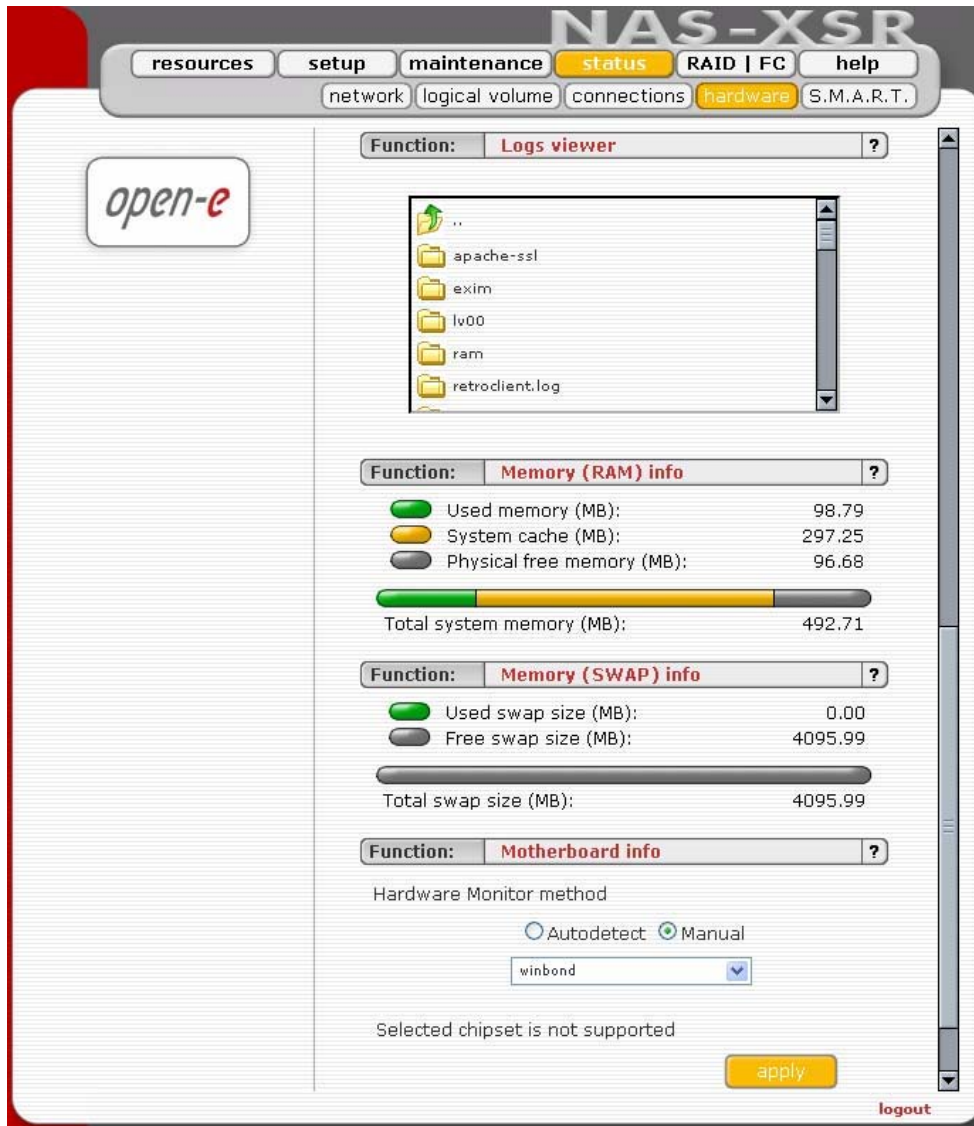 NAS-XSR
resources setup maintenance status RAID | FC help
network logical volume connections hardware S.M.A.R.T.
open-e
Function: Logs viewer ?
..
apache-ssl
exim
lv00
ram
retroclient.log
Function: Memory (RAM) info ?
Used memory (MB): 98.79
System cache (MB): 297.25
Physical free memory (MB): 96.68
Total system memory (MB): 492.71
Function: Memory (SWAP) info ?
Used swap size (MB): 0.00
Free swap size (MB): 4095.99
Total swap size (MB): 4095.99
Function: Motherboard info ?
Hardware Monitor method
Autodetect Manual
winbond
Selected chipset is not supported
apply
logout